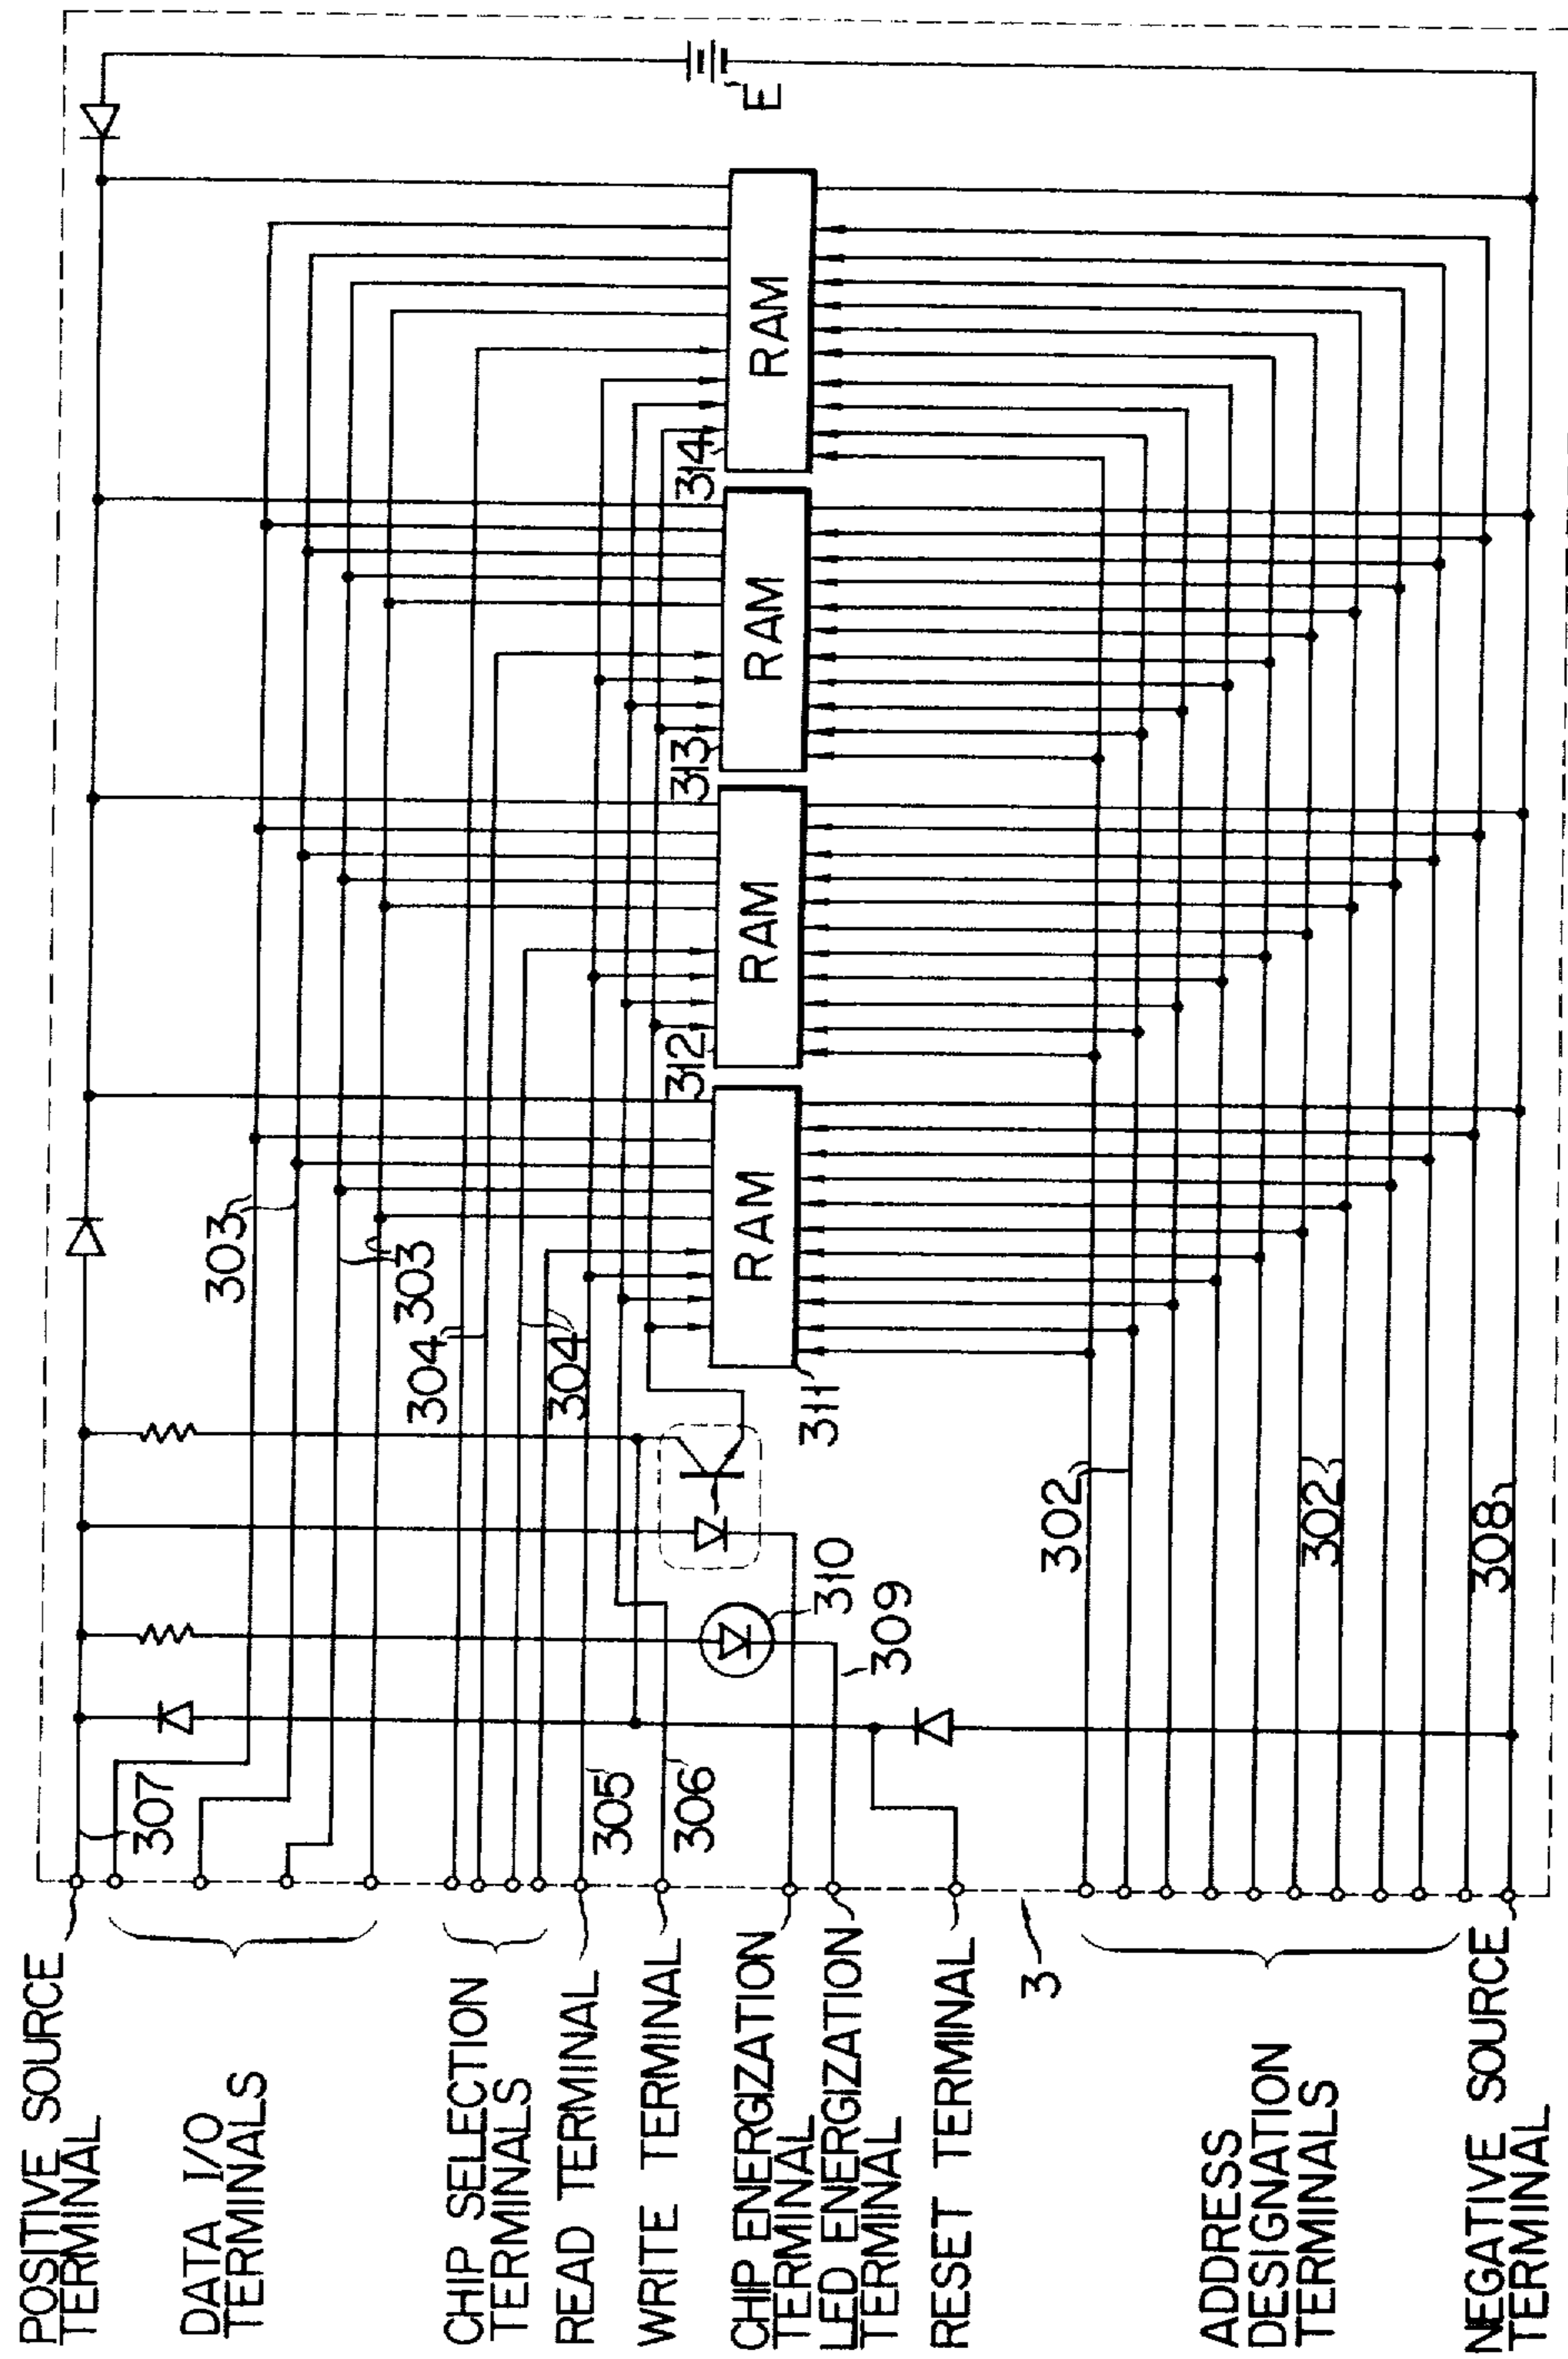 POSITIVE SOURCE
TERMINAL
DATA I/O
TERMINALS
CHIP SELECTION
TERMINALS
READ TERMINAL
WRITE TERMINAL
CHIP ENERGIZATION
TERMINAL
LED ENERGIZATION
TERMINAL
RESET TERMINAL
3
ADDRESS
DESIGNATION
TERMINALS
NEGATIVE SOURCE
TERMINAL
307
305
306
309
310
302
302
308
303
303
304
304
311
RAM
312
RAM
313
RAM
314
RAM
E